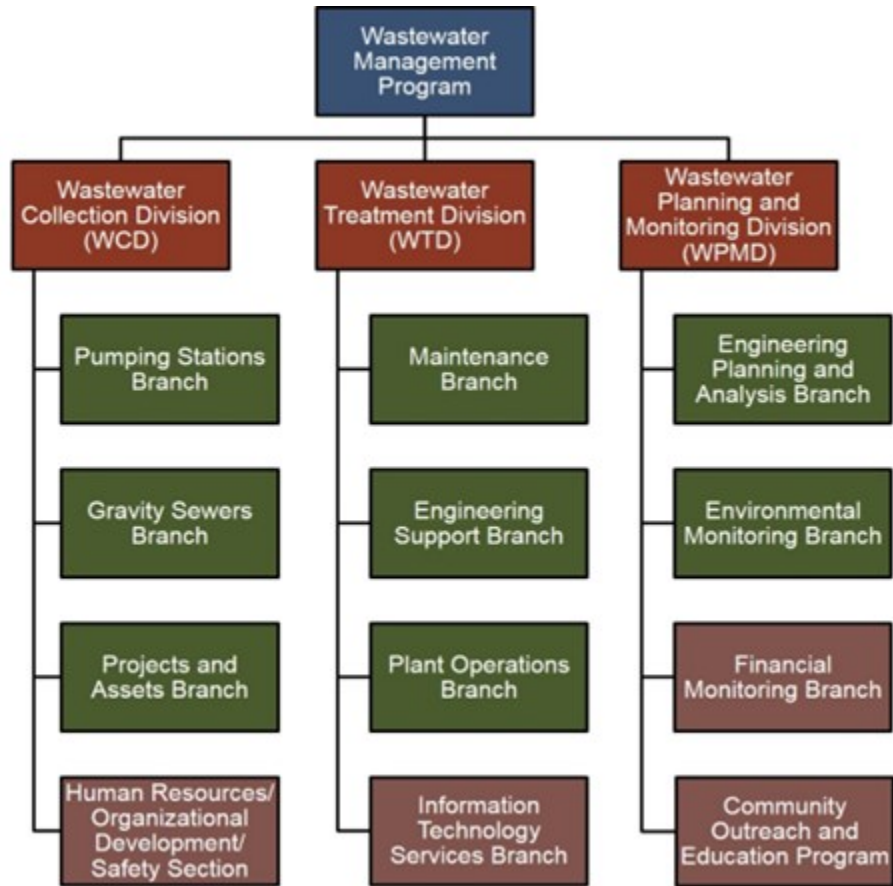 Wastewater
Management
Program
Wastewater
Collection Division
(WCD)
Wastewater
Treatment Division
(WTD)
Wastewater
Planning and
Monitoring Division
(WPMD)
Pumping Stations
Branch
Maintenance
Branch
Engineering
Planning and
Analysis Branch
Gravity Sewers
Branch
Engineering
Support Branch
Environmental
Monitoring Branch
Projects and
Assets Branch
Plant Operations
Branch
Financial
Monitoring Branch
Human Resources/
Organizational
Development/
Safety Section
Information
Technology
Services Branch
Community
Outreach and
Education Program